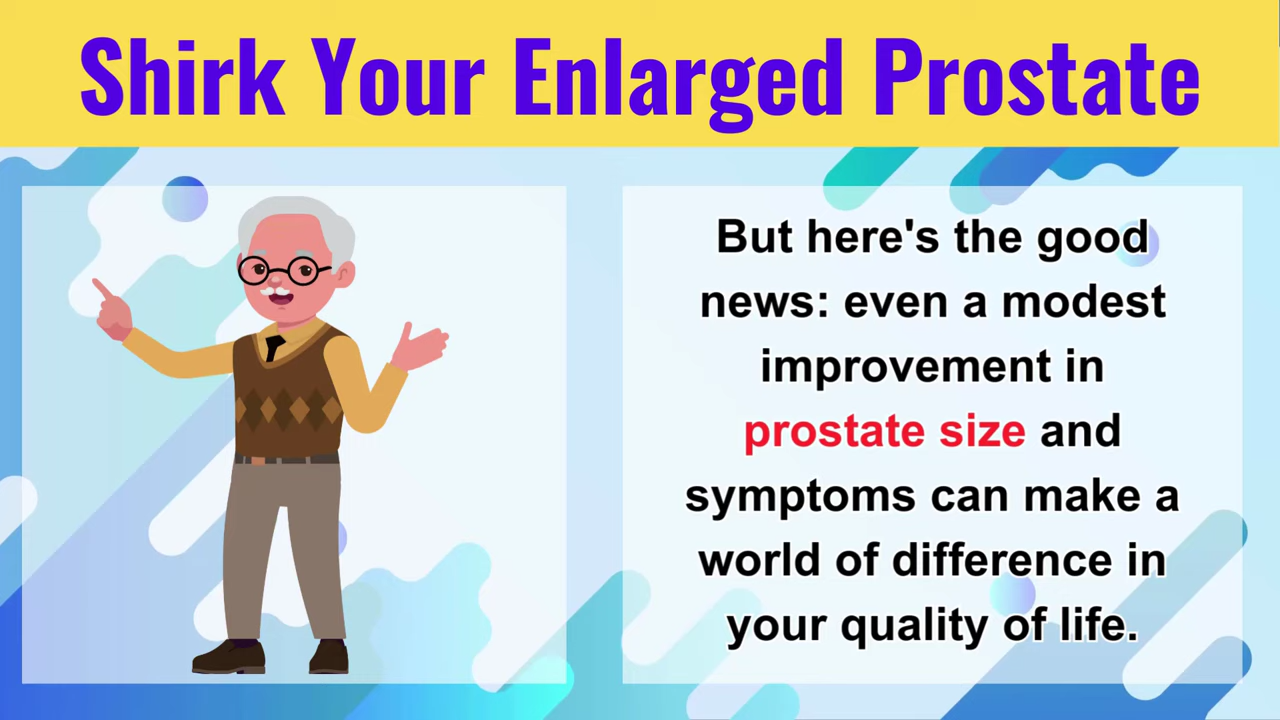 Shirk Your Enlarged Prostate
But here's the good
news: even a modest
improvement in
prostate size and
symptoms can make a
world of difference in
your quality of life.